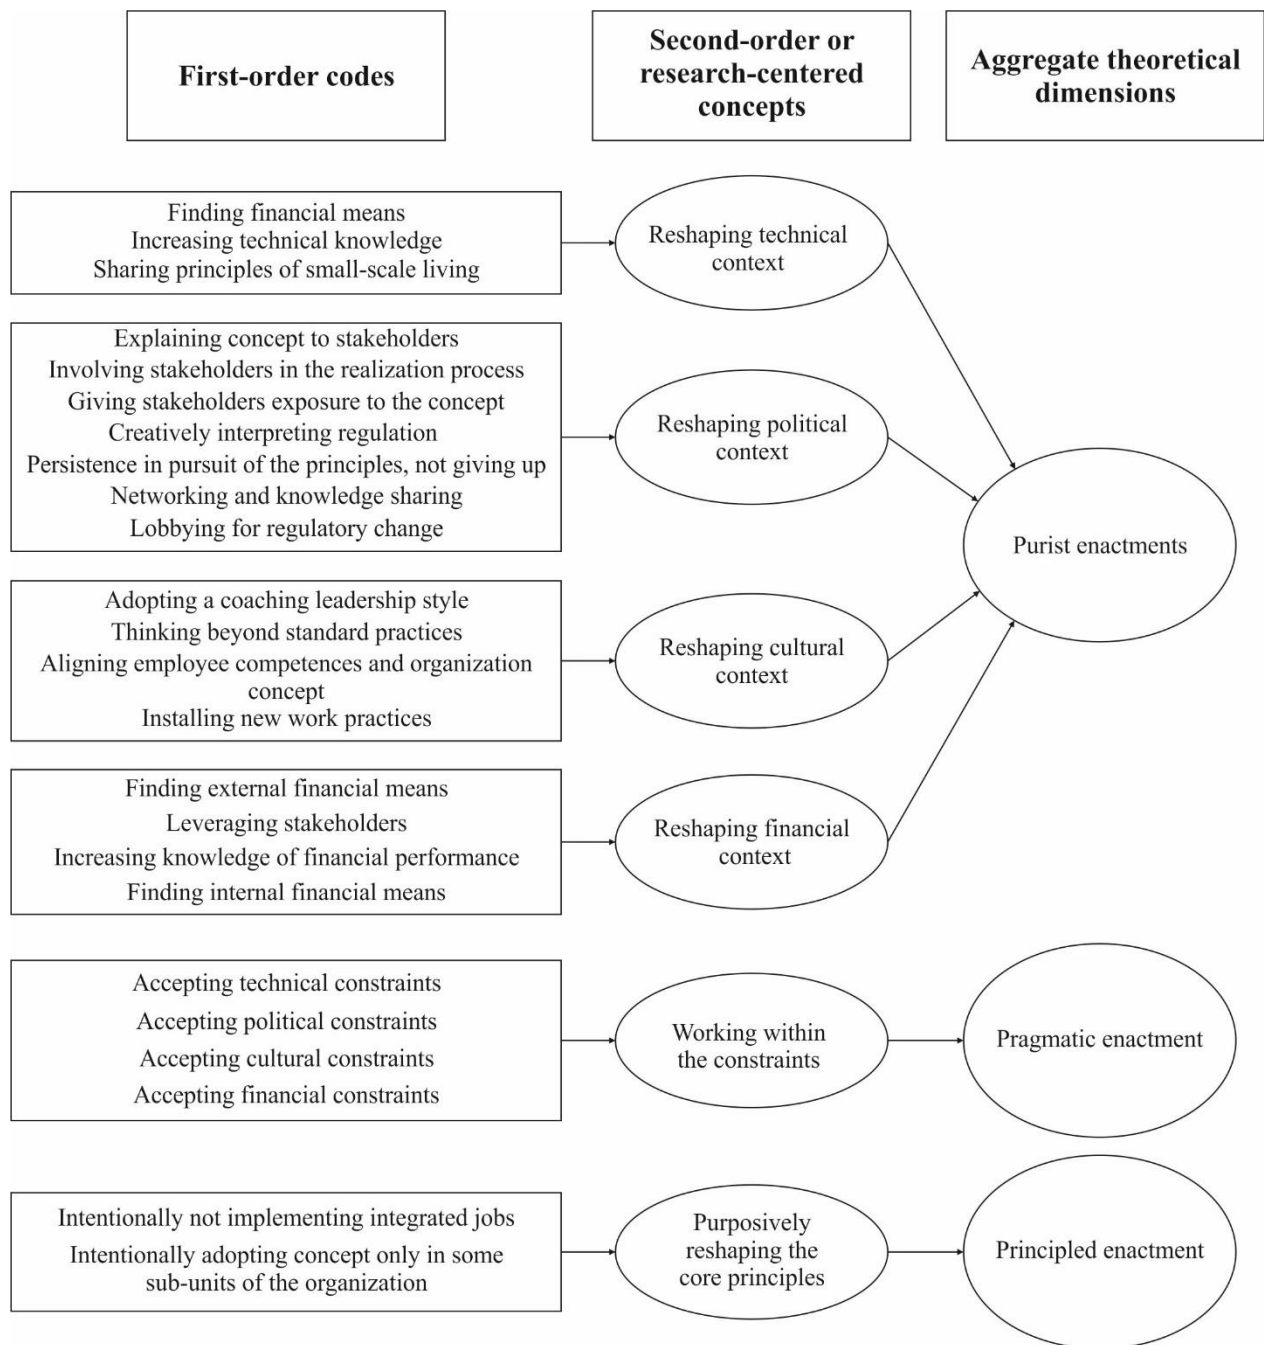 First-order codes
Second-order or
research-centered
concepts
Aggregate theoretical
dimensions
Finding financial means
Increasing technical knowledge
Sharing principles of small-scale living
Reshaping technical
context
Explaining concept to stakeholders
Involving stakeholders in the realization process
Giving stakeholders exposure to the concept
Creatively interpreting regulation
Persistence in pursuit of the principles, not giving up
Networking and knowledge sharing
Lobbying for regulatory change
Reshaping political
context
Purist enactments
Adopting a coaching leadership style
Thinking beyond standard practices
Aligning employee competences and organization
concept
Installing new work practices
Reshaping cultural
context
Finding external financial means
Leveraging stakeholders
Increasing knowledge of financial performance
Finding internal financial means
Reshaping financial
context
Accepting technical constraints
Accepting political constraints
Accepting cultural constraints
Accepting financial constraints
Working within
the constraints
Pragmatic enactment
Intentionally not implementing integrated jobs
Intentionally adopting concept only in some
sub-units of the organization
Purposively
reshaping the
core principles
Principled enactment